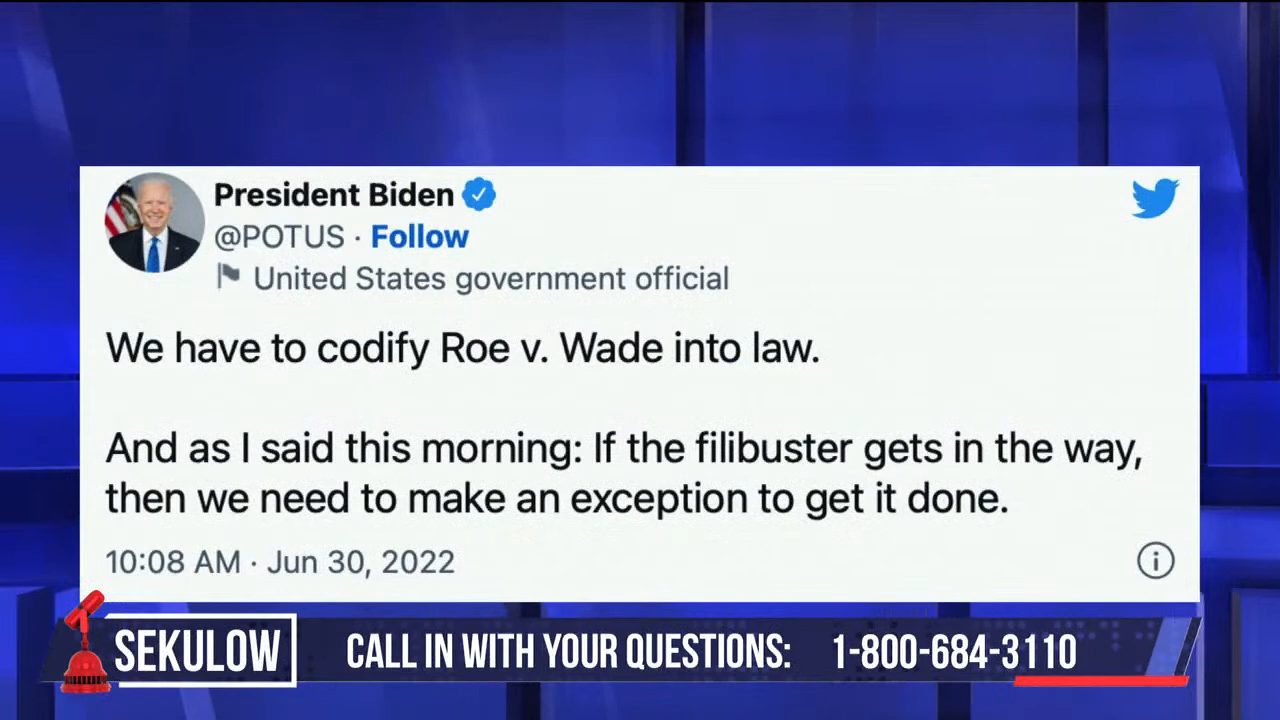 President Biden
@POTUS · Follow
United States government official
We have to codify Roe v. Wade into law.
And as I said this morning: If the filibuster gets in the way,
then we need to make an exception to get it done.
10:08 AM · Jun 30, 2022
SEKULOW
CALL IN WITH YOUR QUESTIONS: 1-800-684-3110